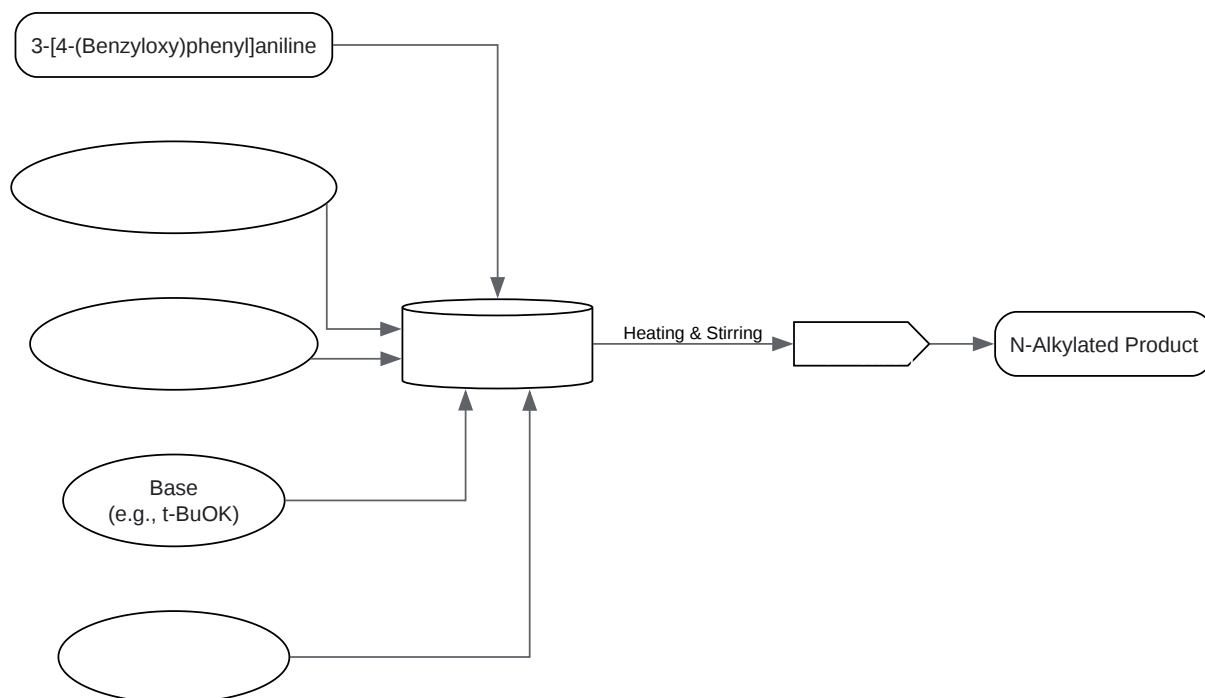 3-[4-(Benzyloxy)phenyl]aniline
Heating & Stirring
N-Alkylated Product
Base
(e.g., t-BuOK)